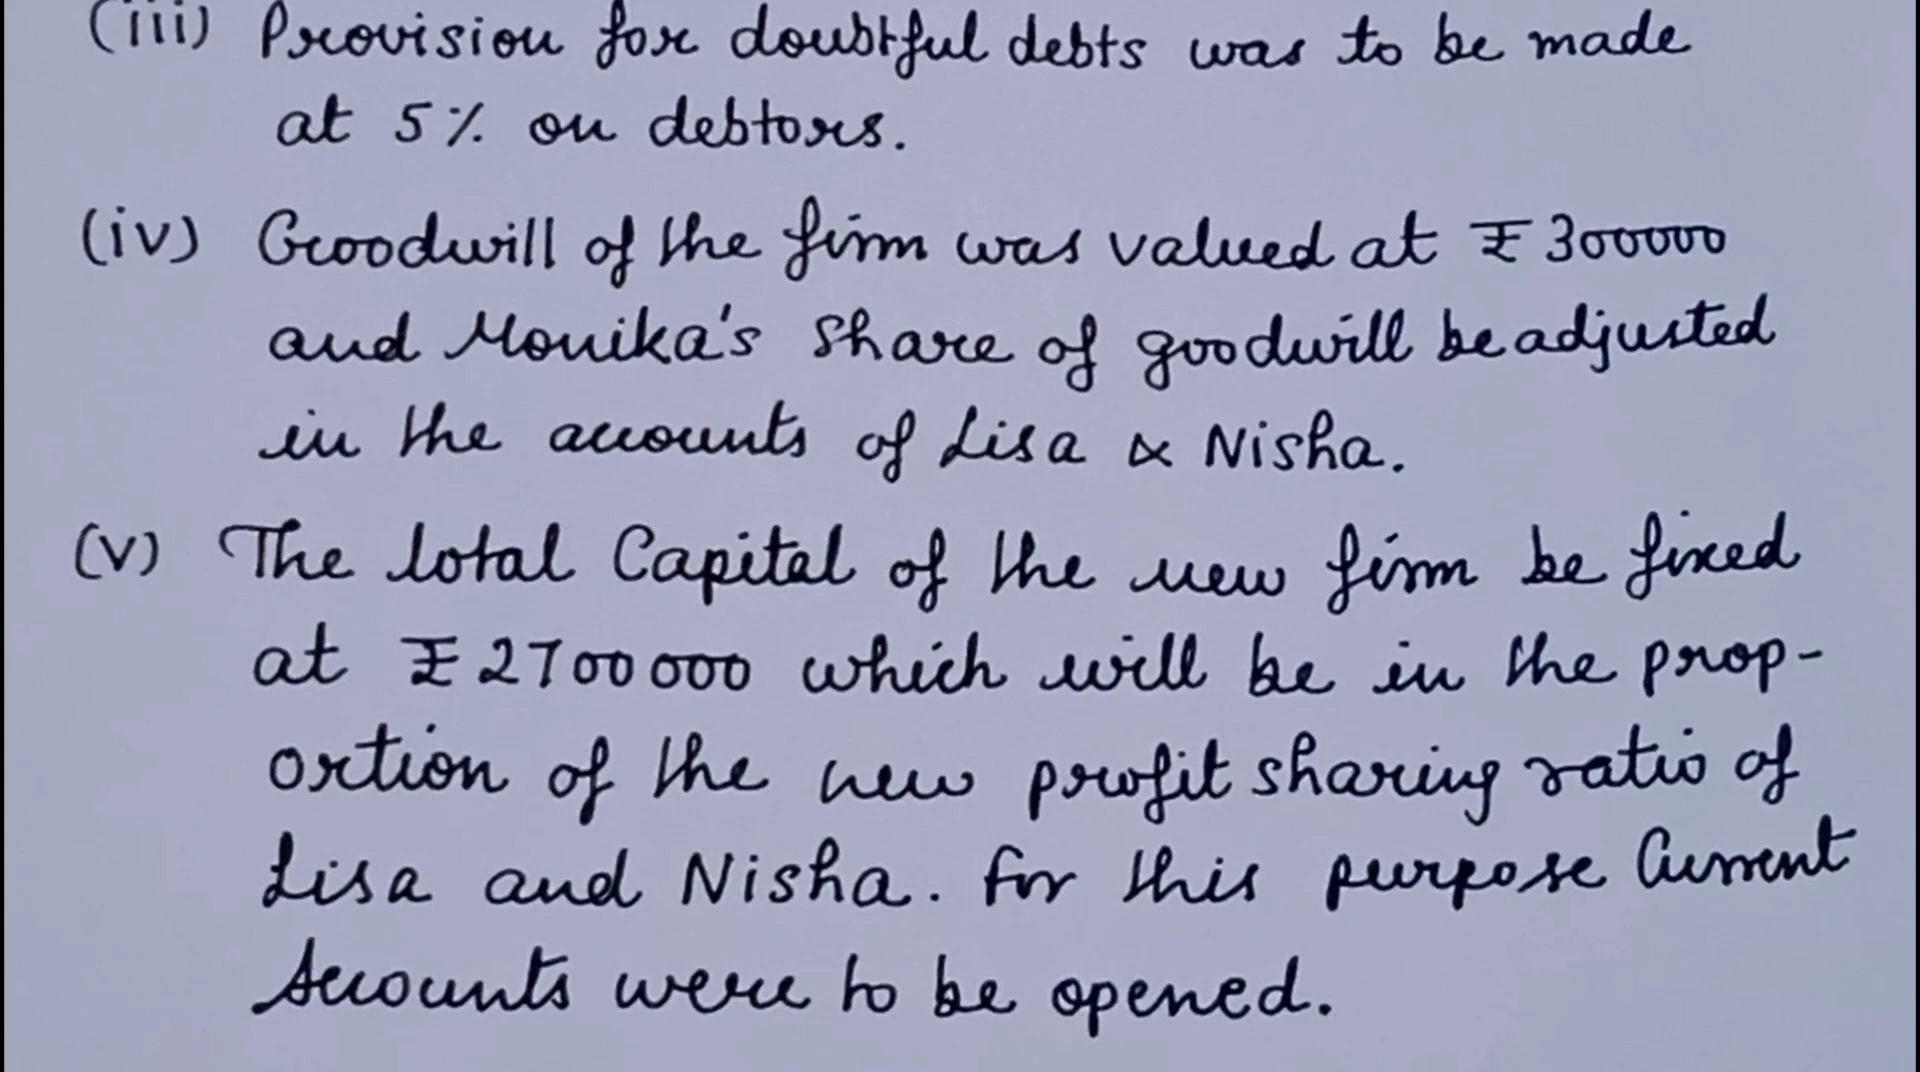 (iii) Provision for doubtful debts was to be made
at 5% on debtors.
(iv) Goodwill of the firm was valued at ₹ 300000
and Monika's share of goodwill be adjusted
in the accounts of Lisa & Nisha.
(v) The total Capital of the new firm be fixed
at ₹ 2700000 which will be in the prop-
ortion of the new profit sharing ratio of
Lisa and Nisha. For this purpose Current
Accounts were to be opened.